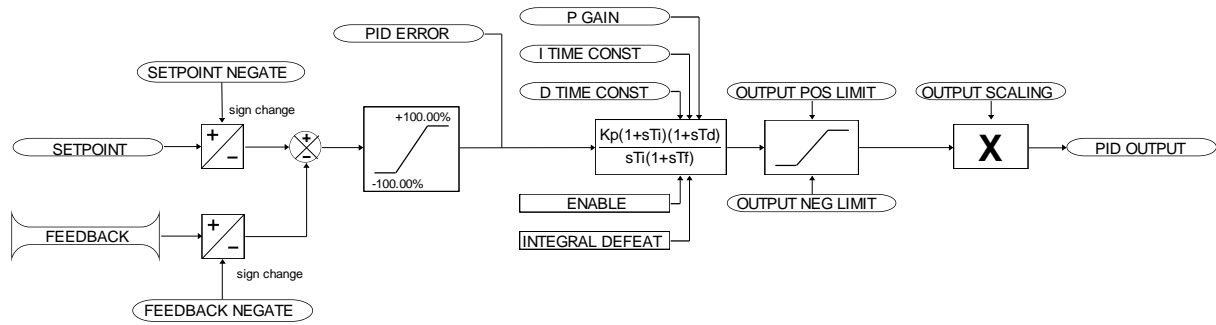 P GAIN
PID ERROR
I TIME CONST
SETPOINT NEGATE
D TIME CONST
OUTPUT POS LIMIT
OUTPUT SCALING
sign change
+100.00%
-100.00%
+
−
+
−
Kp(1+sTi)(1+sTd)
sTi(1+sTf)
X
SETPOINT
PID OUTPUT
ENABLE
OUTPUT NEG LIMIT
FEEDBACK
+
−
INTEGRAL DEFEAT
sign change
FEEDBACK NEGATE